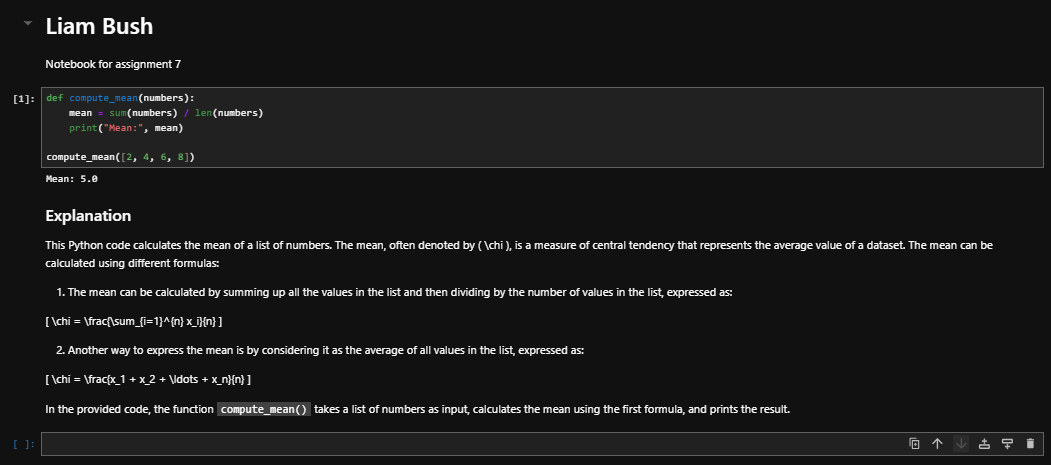 Liam Bush
Notebook for assignment 7
[1]: def compute_mean(numbers):
    mean = sum(numbers) / len(numbers)
    print("Mean:", mean)
compute_mean([2, 4, 6, 8])
Mean: 5.0
Explanation
This Python code calculates the mean of a list of numbers. The mean, often denoted by ( \chi ), is a measure of central tendency that represents the average value of a dataset. The mean can be
calculated using different formulas:
1. The mean can be calculated by summing up all the values in the list and then dividing by the number of values in the list, expressed as:
[ \chi = \frac{\sum_{i=1}^{n} x_i}{n} ]
2. Another way to express the mean is by considering it as the average of all values in the list, expressed as:
[ \chi = \frac{x_1 + x_2 + \ldots + x_n}{n} ]
In the provided code, the function compute_mean() takes a list of numbers as input, calculates the mean using the first formula, and prints the result.
[ ]: